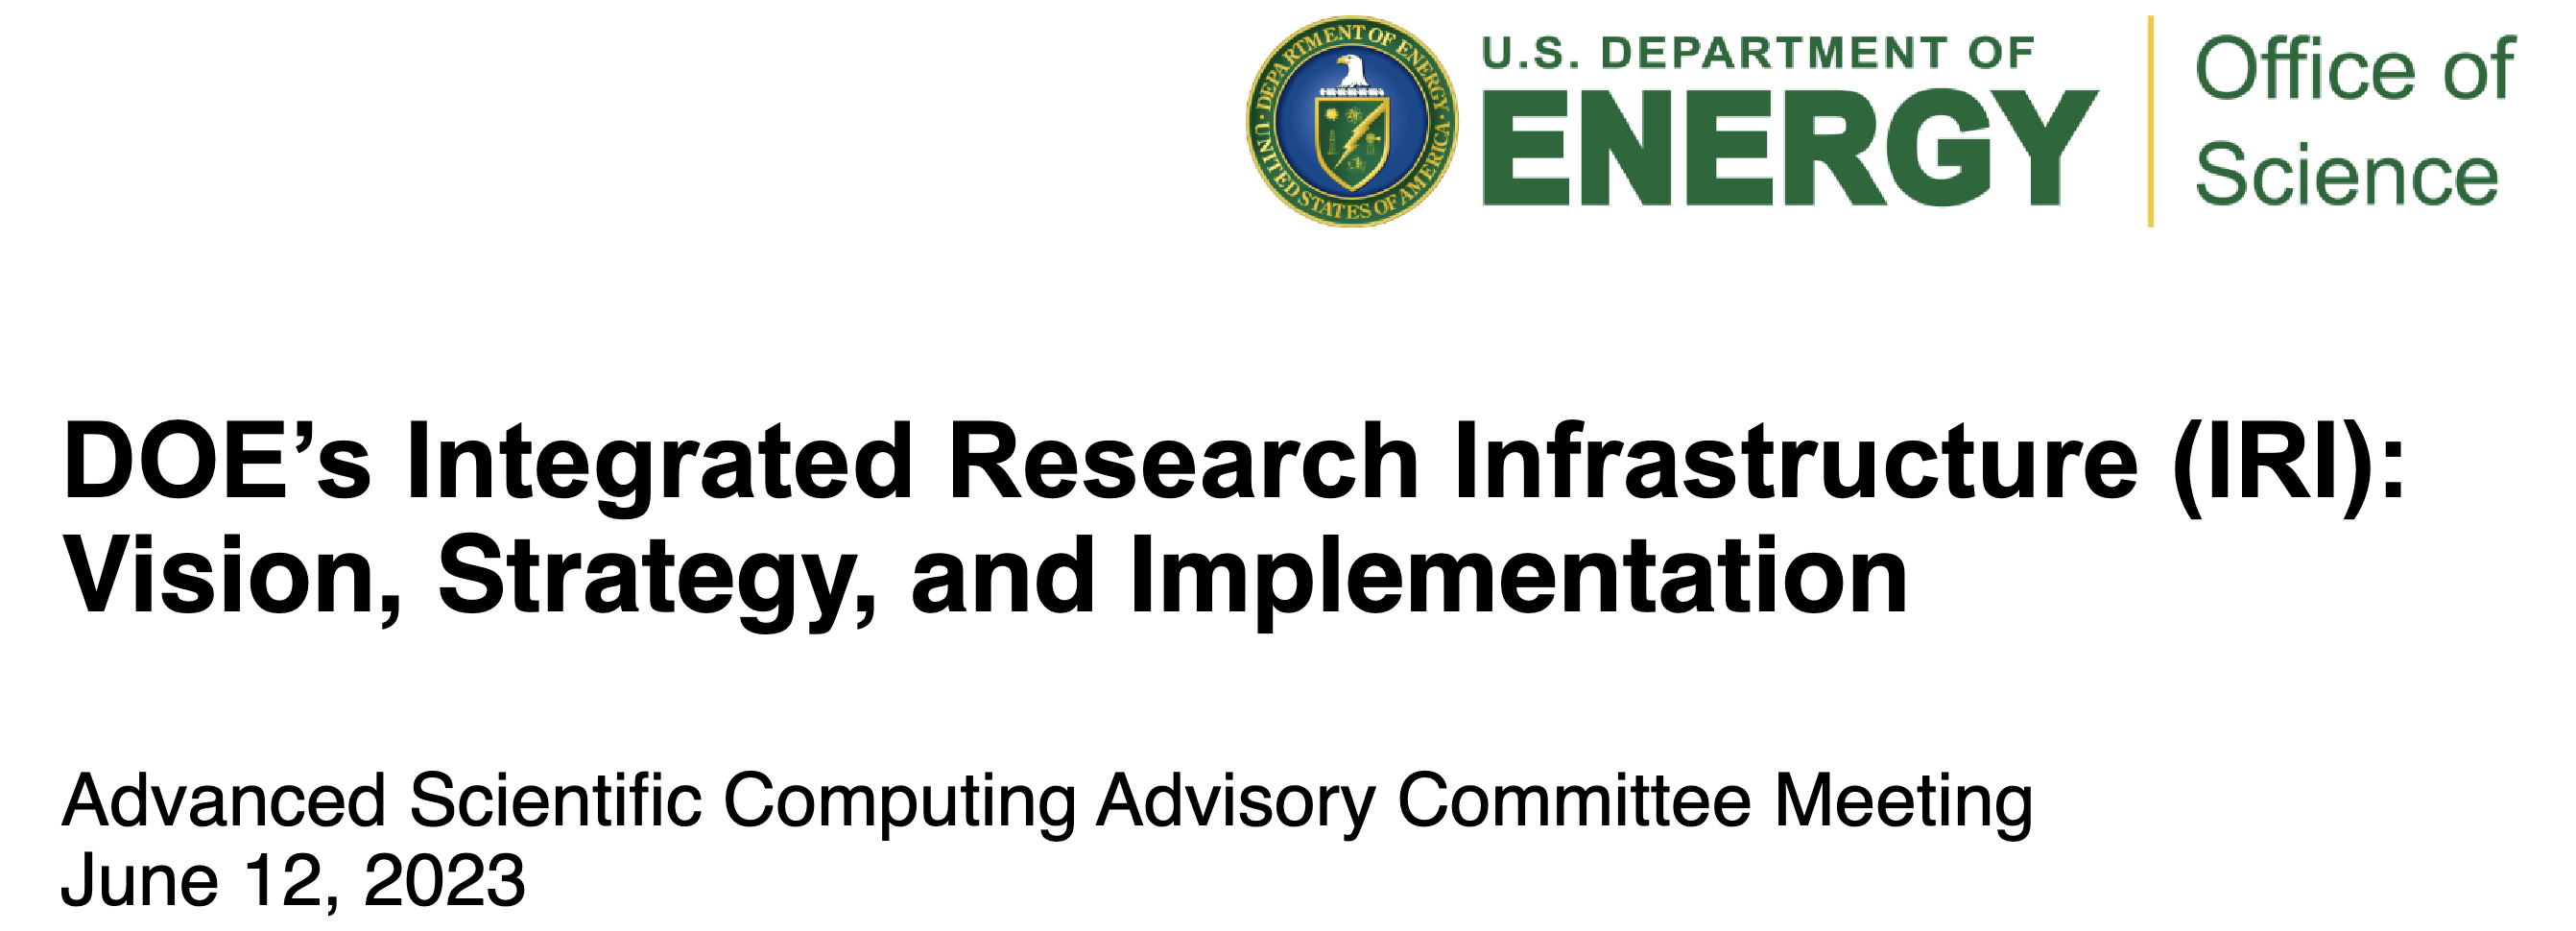 DEPARTMENT OF ENERGY
UNITED STATES OF AMERICA
U.S. DEPARTMENT OF
ENERGY
Office of
Science
DOE’s Integrated Research Infrastructure (IRI):
Vision, Strategy, and Implementation
Advanced Scientific Computing Advisory Committee Meeting
June 12, 2023